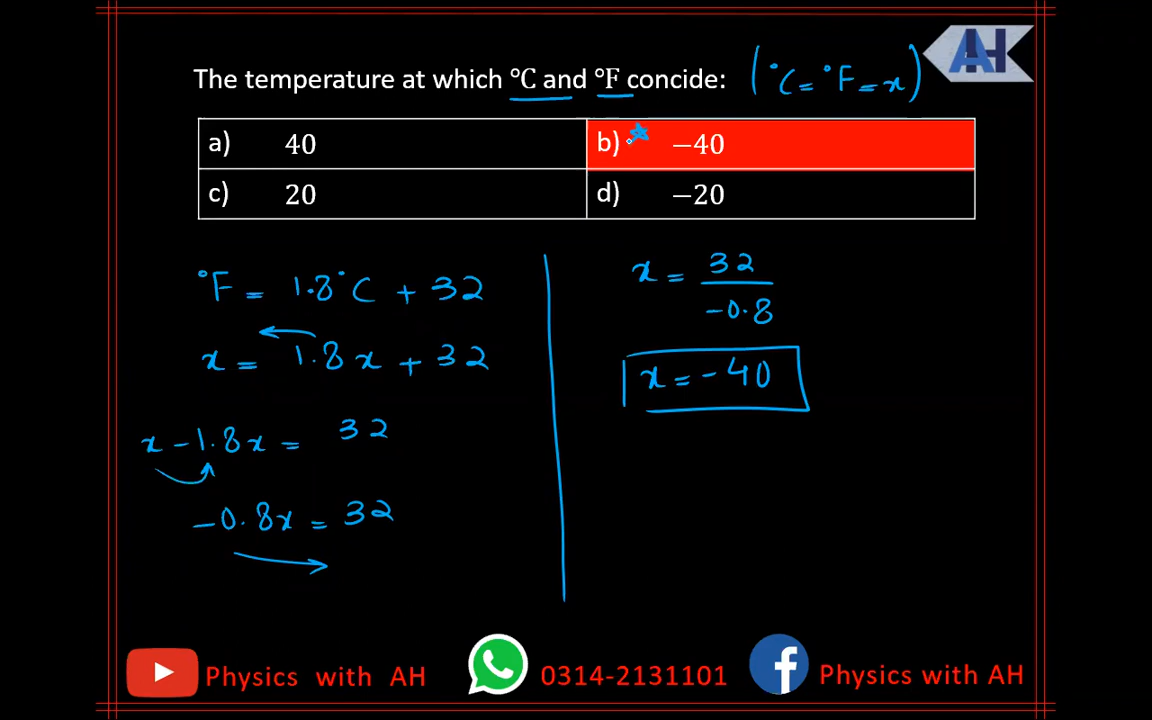 The temperature at which °C and °F concide: (°C = °F = x)
AH
a) 40
b) −40
c) 20
d) −20
°F = 1.8°C + 32
x = 1.8x + 32
x − 1.8x = 32
−0.8x = 32
x = 32 / −0.8
x = −40
Physics with AH
0314-2131101
Physics with AH